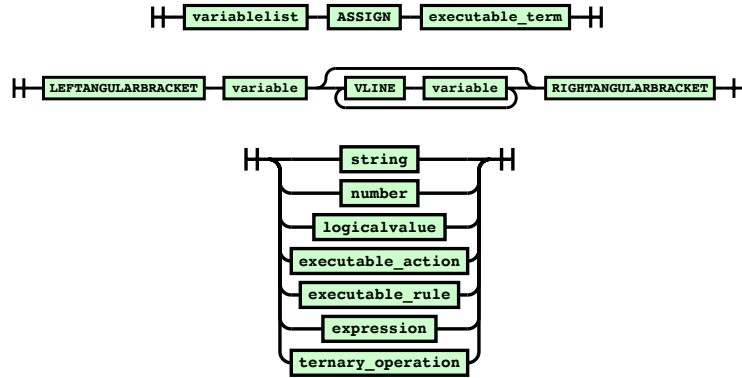 variablelist ASSIGN executable_term
LEFTANGULARBRACKET variable VLINE variable RIGHTANGULARBRACKET
string
number
logicalvalue
executable_action
executable_rule
expression
ternary_operation